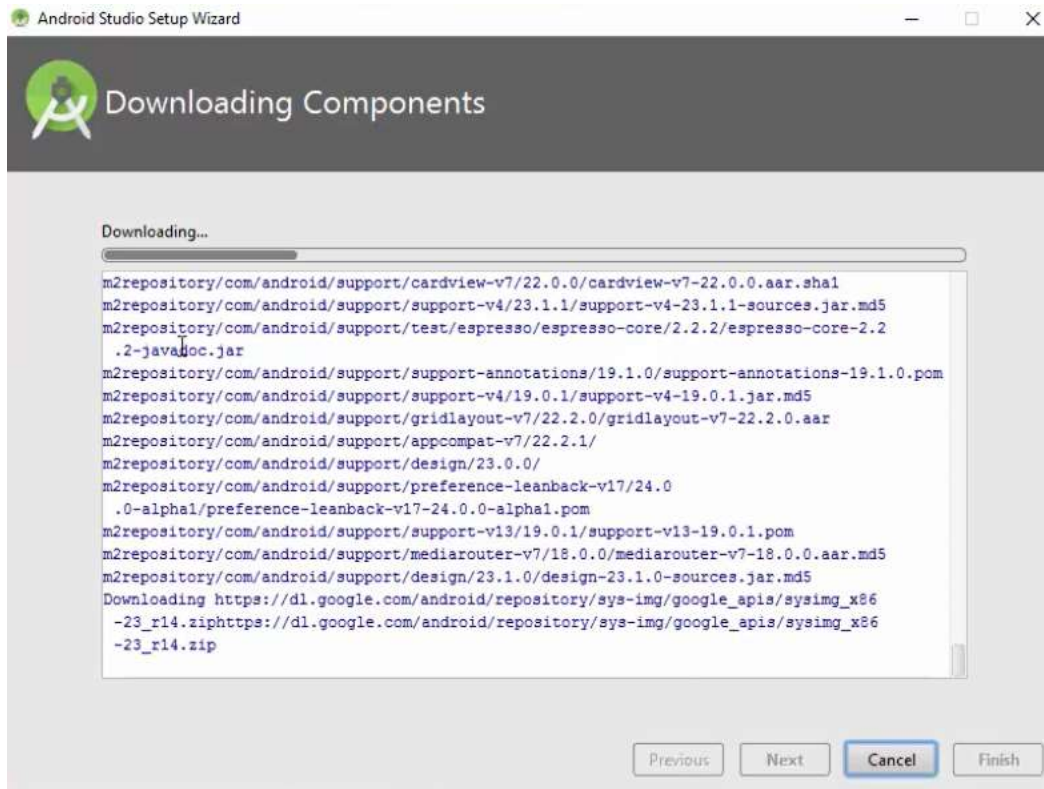 Android Studio Setup Wizard
Downloading Components
Downloading...
m2repository/com/android/support/cardview-v7/22.0.0/cardview-v7-22.0.0.aar.sha1
m2repository/com/android/support/support-v4/23.1.1/support-v4-23.1.1-sources.jar.md5
m2repository/com/android/support/test/espresso/espresso-core/2.2.2/espresso-core-2.2
.2-javadoc.jar
m2repository/com/android/support/support-annotations/19.1.0/support-annotations-19.1.0.pom
m2repository/com/android/support/support-v4/19.0.1/support-v4-19.0.1.jar.md5
m2repository/com/android/support/gridlayout-v7/22.2.0/gridlayout-v7-22.2.0.aar
m2repository/com/android/support/appcompat-v7/22.2.1/
m2repository/com/android/support/design/23.0.0/
m2repository/com/android/support/preference-leanback-v17/24.0
.0-alpha1/preference-leanback-v17-24.0.0-alpha1.pom
m2repository/com/android/support/support-v13/19.0.1/support-v13-19.0.1.pom
m2repository/com/android/support/mediarouter-v7/18.0.0/mediarouter-v7-18.0.0.aar.md5
m2repository/com/android/support/design/23.1.0/design-23.1.0-sources.jar.md5
Downloading https://dl.google.com/android/repository/sys-img/google_apis/sysimg_x86
-23_r14.ziphttps://dl.google.com/android/repository/sys-img/google_apis/sysimg_x86
-23_r14.zip
Previous Next Cancel Finish